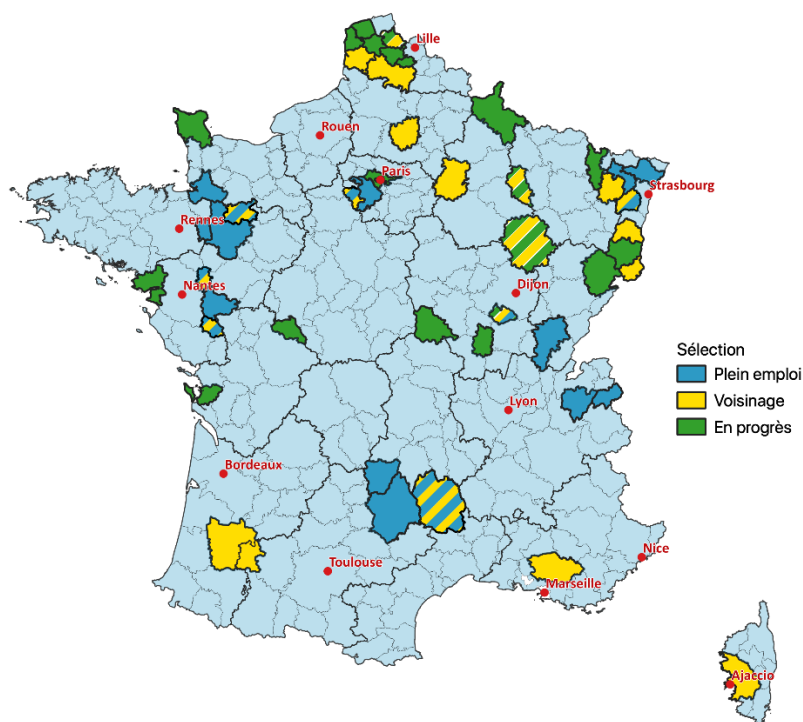 Lille
Rouen
Paris
Strasbourg
Rennes
Nantes
Dijon
Sélection
Plein emploi
Voisinage
En progrès
Lyon
Bordeaux
Toulouse
Nice
Marseille
Ajaccio